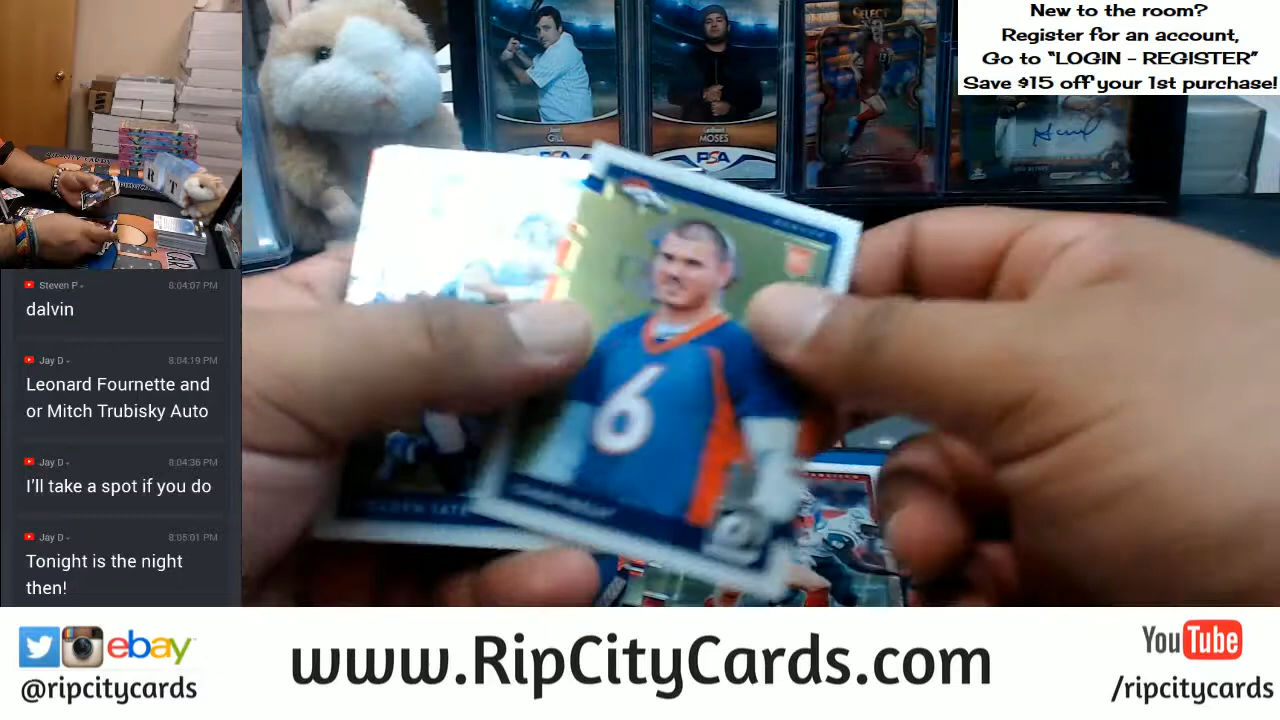 New to the room?
Register for an account,
Go to “LOGIN - REGISTER”
Save $15 off your 1st purchase!
GILL
PSA
MOSES
PSA
SELECT
Steven P
8:04:07 PM
dalvin
Jay D
8:04:19 PM
Leonard Fournette and
or Mitch Trubisky Auto
Jay D
8:04:36 PM
I'll take a spot if you do
Jay D
8:05:01 PM
Tonight is the night
then!
6
ebay
@ripcitycards
www.RipCityCards.com
YouTube
/ripcitycards